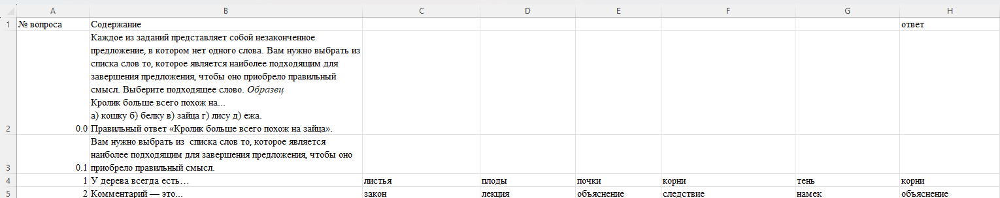 A B C D E F G H
1 № вопроса Содержание ответ
Каждое из заданий представляет собой незаконченное
предложение, в котором нет одного слова. Вам нужно выбрать из
списка слов то, которое является наиболее подходящим для
завершения предложения, чтобы оно приобрело правильный
смысл. Выберите подходящее слово. Образец
Кролик больше всего похож на...
а) кошку б) белку в) зайца г) лису д) ежа.
2 0.0 Правильный ответ «Кролик больше всего похож на зайца».
Вам нужно выбрать из списка слов то, которое является
наиболее подходящим для завершения предложения, чтобы оно
3 0.1 приобрело правильный смысл.
4 1 У дерева всегда есть… листья плоды почки корни тень корни
5 2 Комментарий — это... закон лекция объяснение следствие намек объяснение